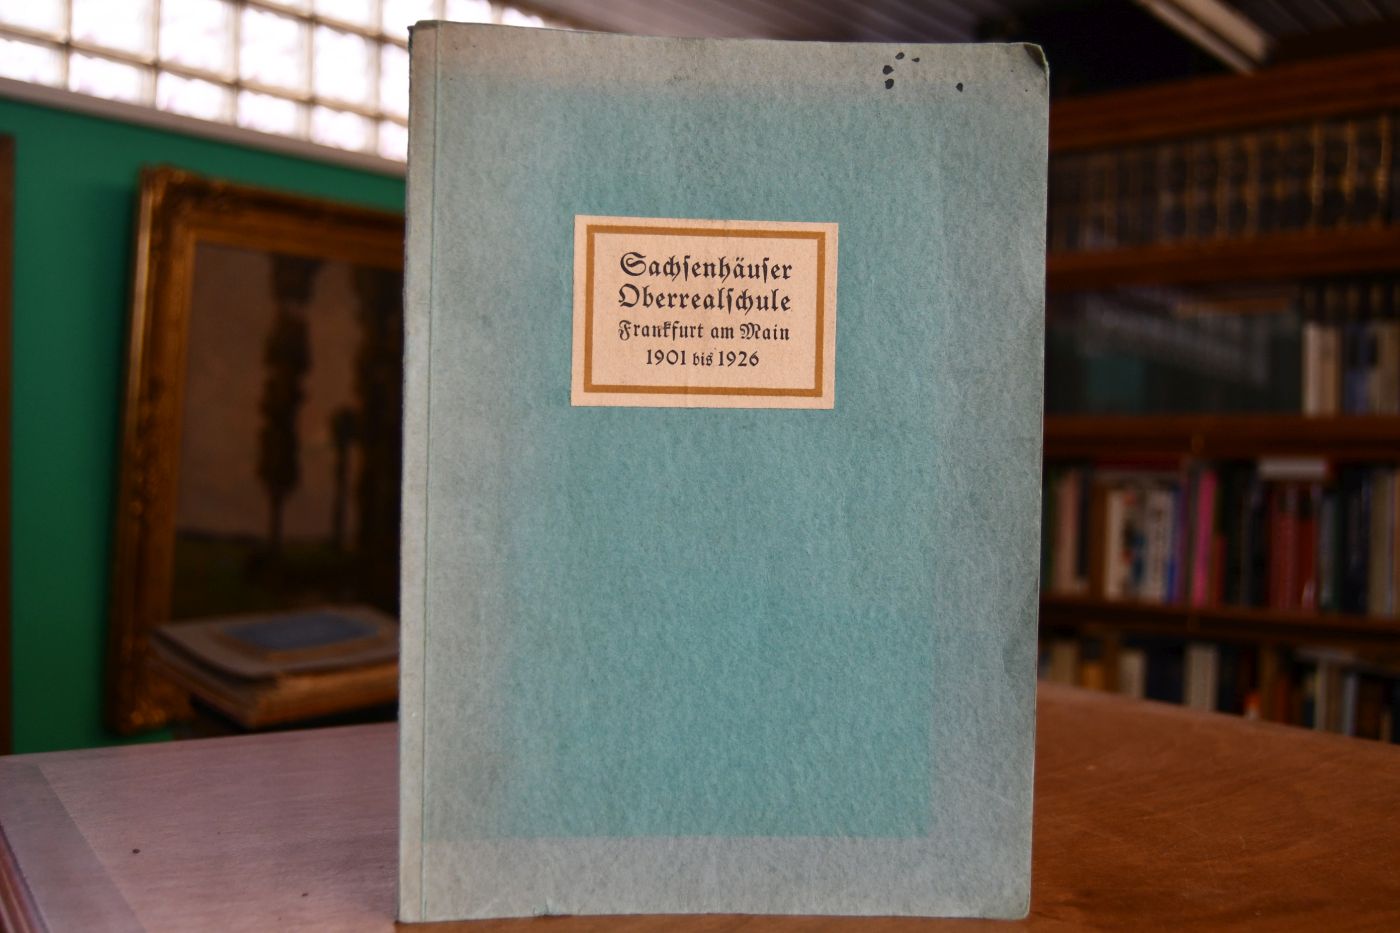 Sachsenhäuser
Oberrealschule
Frankfurt am Main
1901 bis 1926